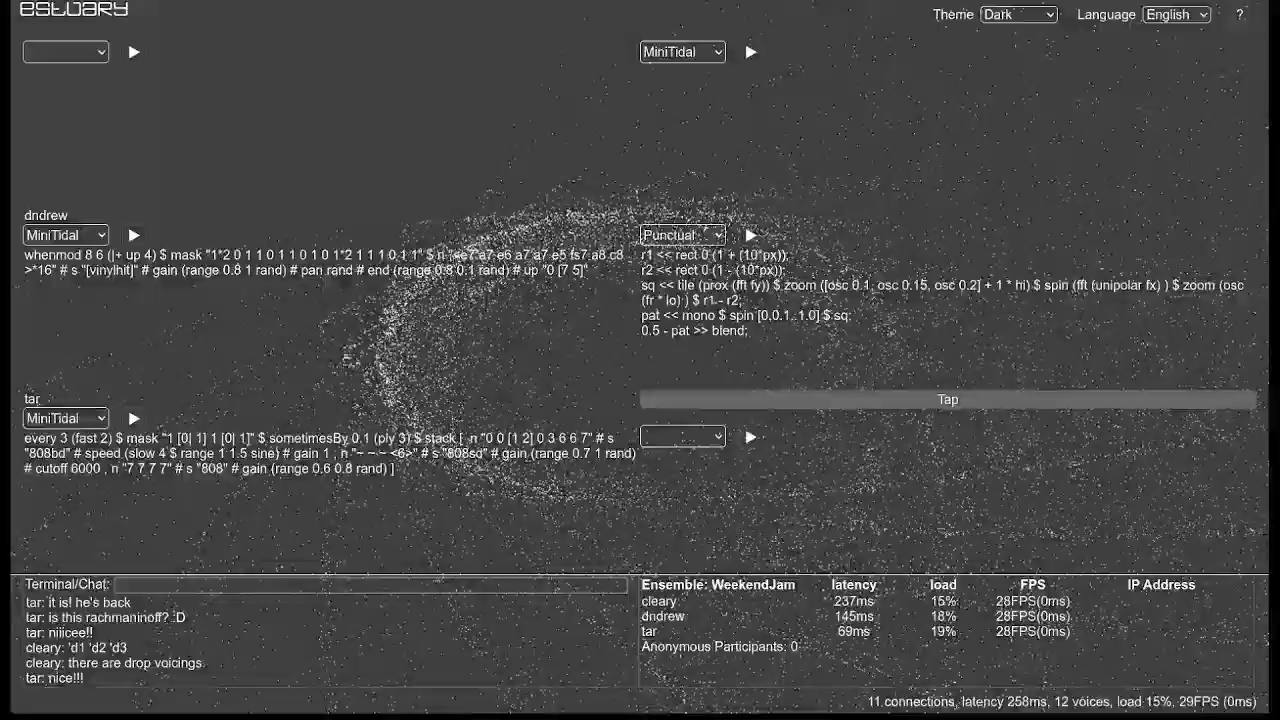 estuary
Theme Dark Language English ?
MiniTidal
dndrew
MiniTidal
whenmod 8 6 (|+ up 4) $ mask "1*2 0 1 1 0 1 1 0 1 0 1*2 1 1 1 0 1 1" $ n "<e7 a7 e6 a7 a7 e5 fs7 a8 c8
>*16" # s "[vinylhit]" # gain (range 0.8 1 rand) # pan rand # end (range 0.8 0.1 rand) # up "0 [7 5]"
Punctual
r1 << rect 0 (1 + (10*px));
r2 << rect 0 (1 - (10*px));
sq << tile (prox (fft fy)) $ zoom ([osc 0.1, osc 0.15, osc 0.2] + 1 * hi) $ spin (fft (unipolar fx) ) $ zoom (osc
(fr * lo) ) $ r1 - r2;
pat << mono $ spin [0,0.1..1.0] $ sq;
0.5 - pat >> blend;
Tap
tar
MiniTidal
every 3 (fast 2) $ mask "1 [0| 1] 1 [0| 1]" $ sometimesBy 0.1 (ply 3) $ stack [ n "0 0 [1 2] 0 3 6 6 7" # s
"808bd" # speed (slow 4 $ range 1 1.5 sine) # gain 1 , n "~ ~ ~ <6>" # s "808sd" # gain (range 0.7 1 rand)
# cutoff 6000 , n "7 7 7 7" # s "808" # gain (range 0.6 0.8 rand) ]
Terminal/Chat:
tar: it is! he's back
tar: is this rachmaninoff? :D
tar: niiicee!!
cleary: 'd1 'd2 'd3
cleary: there are drop voicings
tar: nice!!!
Ensemble: WeekendJam latency load FPS IP Address
cleary 237ms 15% 28FPS(0ms)
dndrew 145ms 18% 28FPS(0ms)
tar 69ms 19% 28FPS(0ms)
Anonymous Participants: 0
11 connections, latency 258ms, 12 voices, load 15%, 29FPS (0ms)